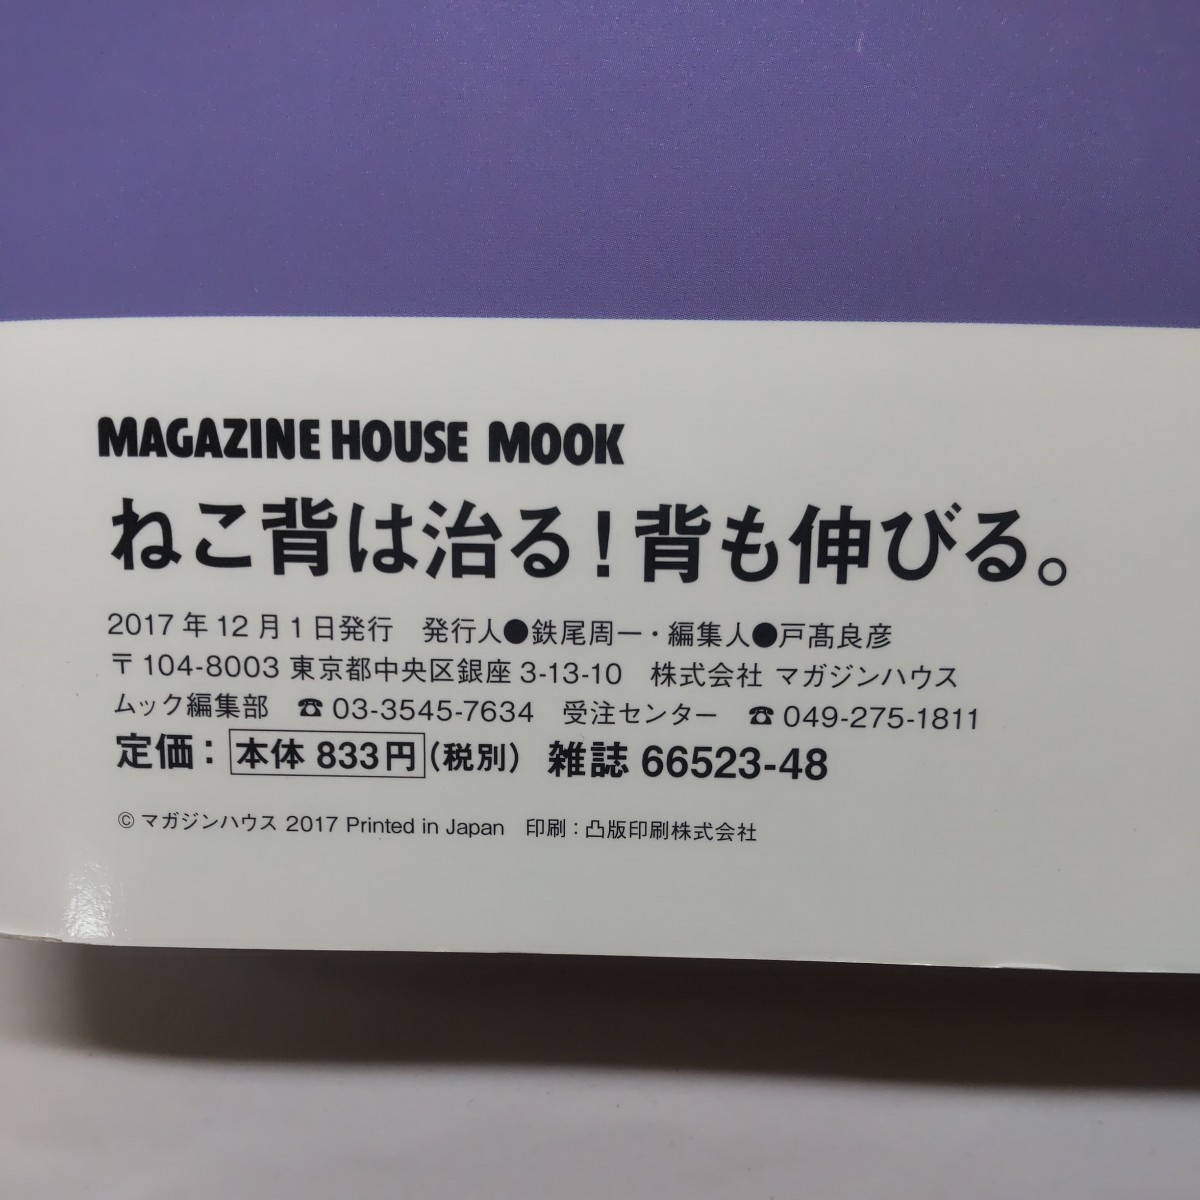 MAGAZINE HOUSE MOOK
ねこ背は治る!背も伸びる。
2017年12月1日発行 発行人●鉄尾周一・編集人●戸髙良彦
〒104-8003 東京都中央区銀座3-13-10 株式会社 マガジンハウス
ムック編集部 ☎03-3545-7634 受注センター ☎049-275-1811
定価：本体 833円(税別) 雑誌 66523-48
© マガジンハウス 2017 Printed in Japan 印刷：凸版印刷株式会社